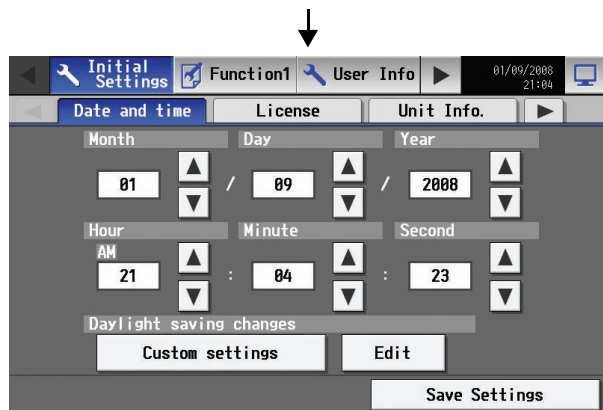 Initial Settings Function1 User Info 01/09/2008 21:04
Date and time License Unit Info.
Month Day Year
01 / 09 / 2008
Hour Minute Second
AM
21 : 04 : 23
Daylight saving changes
Custom settings Edit
Save Settings